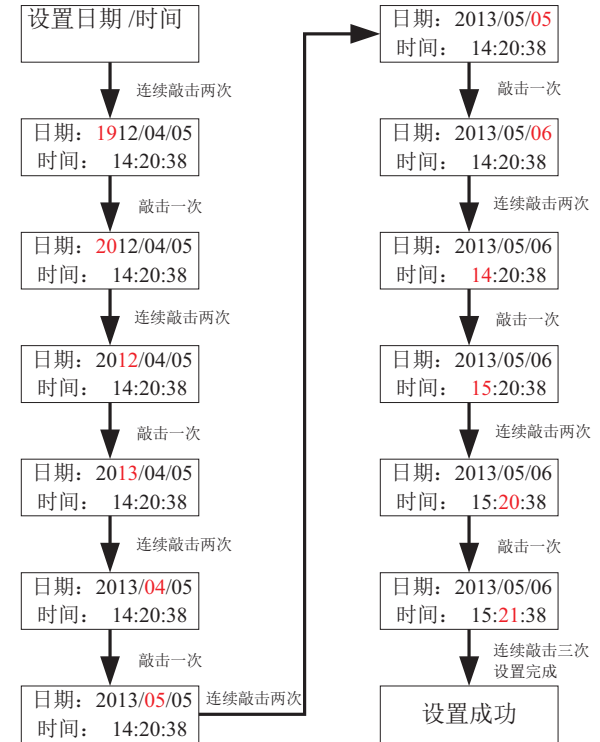 设置日期 /时间
连续敲击两次
日期：1912/04/05
时间： 14:20:38
敲击一次
日期：2012/04/05
时间： 14:20:38
连续敲击两次
日期：2012/04/05
时间： 14:20:38
敲击一次
日期：2013/04/05
时间： 14:20:38
连续敲击两次
日期：2013/04/05
时间： 14:20:38
敲击一次
日期：2013/05/05
时间： 14:20:38
连续敲击两次
日期：2013/05/05
时间： 14:20:38
敲击一次
日期：2013/05/06
时间： 14:20:38
连续敲击两次
日期：2013/05/06
时间： 14:20:38
敲击一次
日期：2013/05/06
时间： 15:20:38
连续敲击两次
日期：2013/05/06
时间： 15:20:38
敲击一次
日期：2013/05/06
时间： 15:21:38
连续敲击三次
设置完成
设置成功